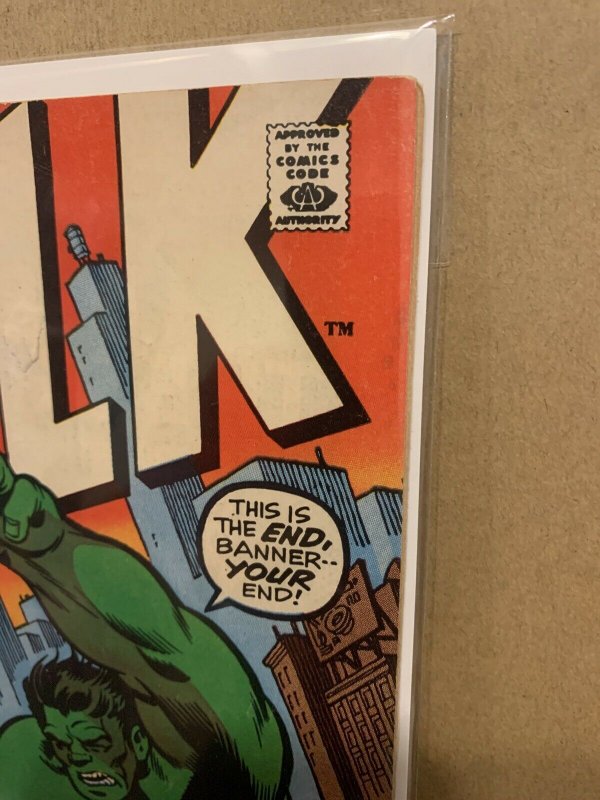 LK
APPROVED
BY THE
COMICS
CODE
CA
AUTHORITY
TM
THIS IS
THE END,
BANNER--
YOUR
END!